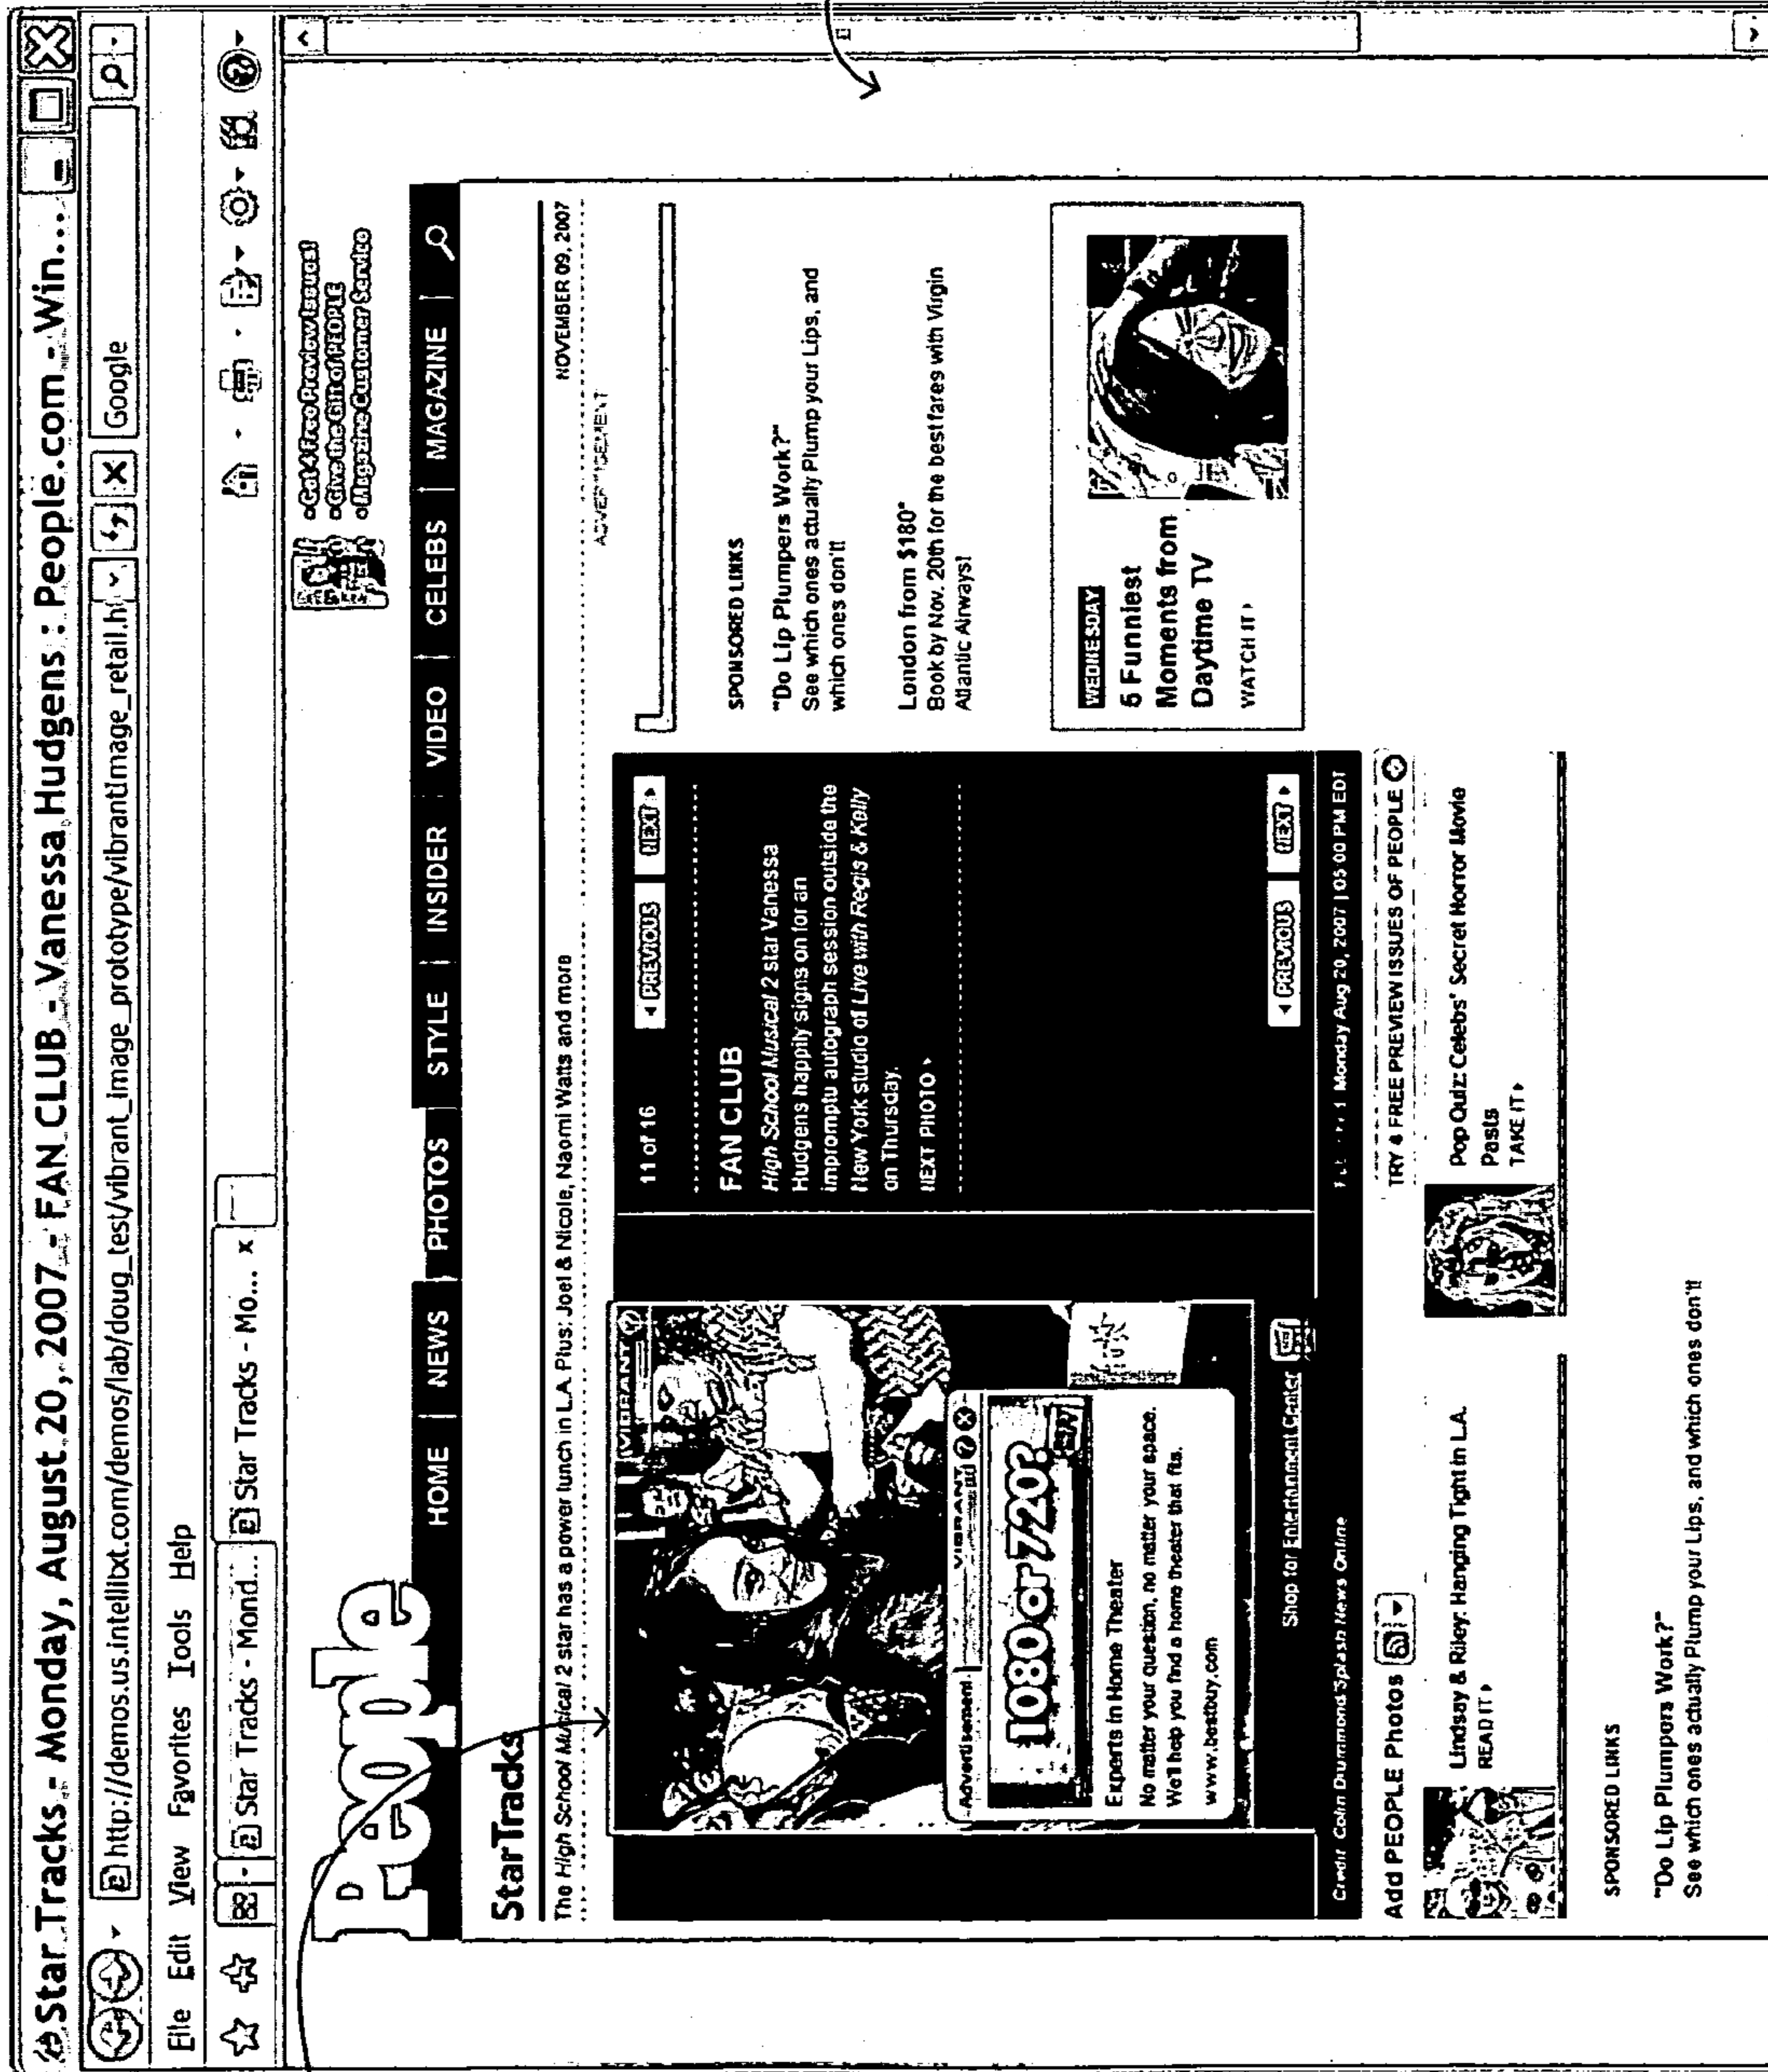 Star Tracks - Monday, August 20, 2007 - FAN CLUB - Vanessa Hudgens : People.com - Win...
http://demos.us.intellitxt.com/demos/lab/doug_test/vibrant_image_prototype/vibrantImage_retail.h
Google
File Edit View Favorites Tools Help
Star Tracks - Mond...
Star Tracks - Mo... x
People
Get 4 Free Preview Issues!
Give the Gift of PEOPLE
Magazine Customer Service
HOME | NEWS | PHOTOS | STYLE | INSIDER | VIDEO | CELEBS | MAGAZINE
Star Tracks
The High School Musical 2 star has a power lunch in L.A. Plus: Joel & Nicole, Naomi Watts and more
NOVEMBER 09, 2007
ADVERTISEMENT
VIBRANT
Advertisement
VIBRANT
1080 or 720?
Experts in Home Theater
No matter your question, no matter your space.
We'll help you find a home theater that fits.
www.bestbuy.com
Shop for Entertainment Center
11 of 16
PREVIOUS
NEXT
FAN CLUB
High School Musical 2 star Vanessa
Hudgens happily signs on for an
impromptu autograph session outside the
New York studio of Live with Regis & Kelly
on Thursday.
NEXT PHOTO
PREVIOUS
NEXT
Credit Colin Drummond/Splash News Online
Monday Aug 20, 2007 | 05:00 PM EDT
SPONSORED LINKS
"Do Lip Plumpers Work?"
See which ones actually Plump your Lips, and
which ones don't!
London from $180*
Book by Nov. 20th for the best fares with Virgin
Atlantic Airways!
WEDNESDAY
5 Funniest
Moments from
Daytime TV
WATCH IT
Add PEOPLE Photos
TRY 4 FREE PREVIEW ISSUES OF PEOPLE
Lindsay & Riley: Hanging Tight in L.A.
READ IT
Pop Quiz: Celebs' Secret Horror Movie
Pasts
TAKE IT
SPONSORED LINKS
"Do Lip Plumpers Work?"
See which ones actually Plump your Lips, and which ones don't!